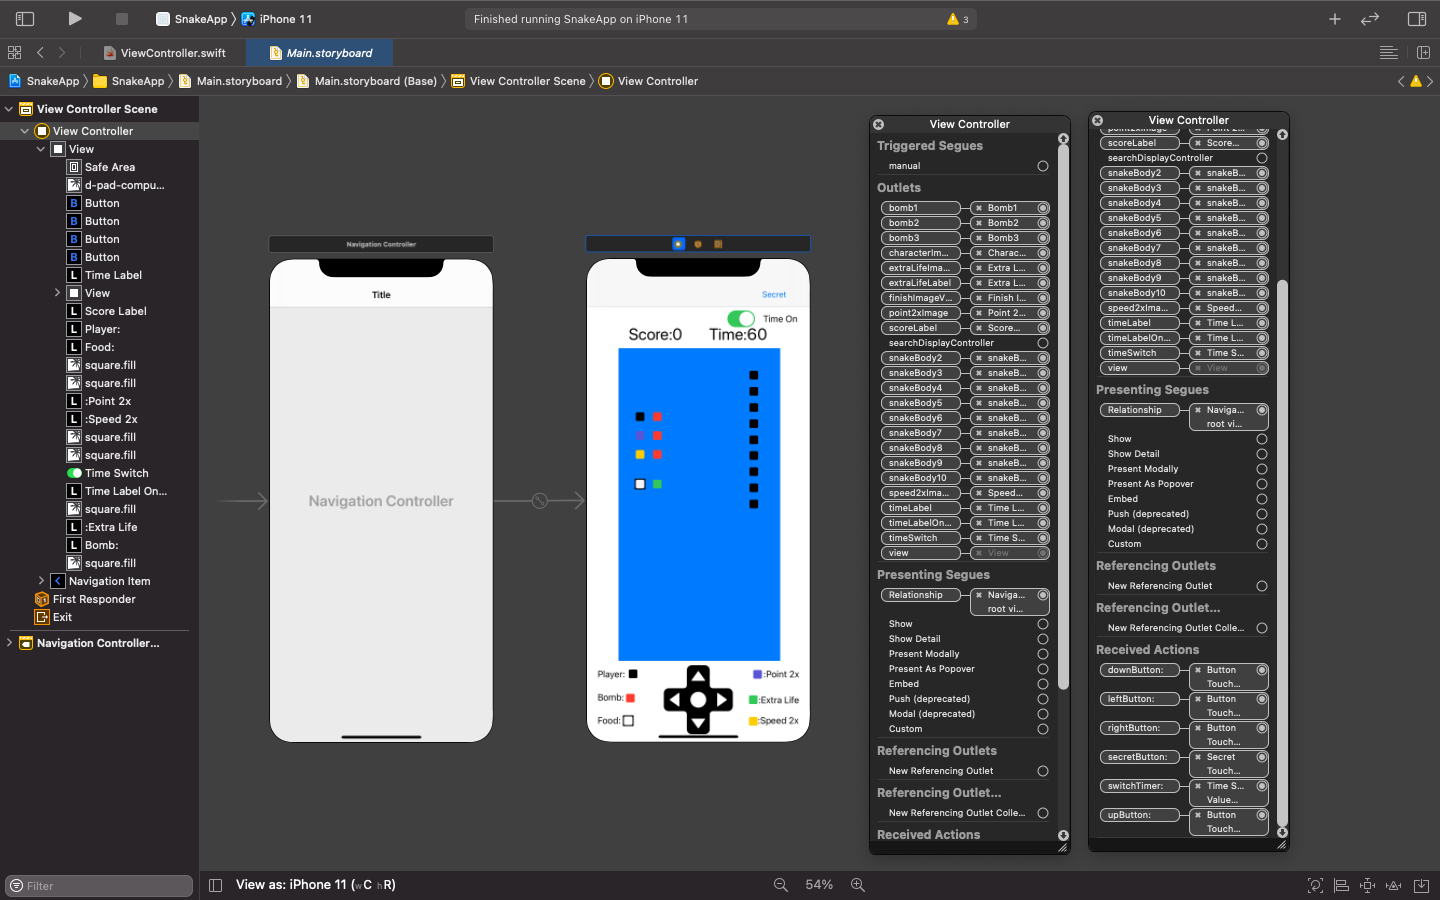 SnakeApp
iPhone 11
Finished running SnakeApp on iPhone 11
3
ViewController.swift
Main.storyboard
SnakeApp
SnakeApp
Main.storyboard
Main.storyboard (Base)
View Controller Scene
View Controller
View Controller Scene
View Controller
View
Safe Area
d-pad-compu...
B Button
B Button
B Button
B Button
L Time Label
View
L Score Label
L Player:
L Food:
square.fill
square.fill
L :Point 2x
L :Speed 2x
square.fill
square.fill
Time Switch
L Time Label On...
square.fill
L :Extra Life
L Bomb:
square.fill
Navigation Item
First Responder
Exit
Navigation Controller...
Filter
Navigation Controller
Title
Navigation Controller
Secret
Time On
Score:0
Time:60
Player:
:Point 2x
Bomb:
:Extra Life
Food:
:Speed 2x
View Controller
Triggered Segues
manual
Outlets
bomb1 Bomb1
bomb2 Bomb2
bomb3 Bomb3
characterIm... Charac...
extraLifeIma... Extra L...
extraLifeLabel Extra L...
finishImageV... Finish I...
point2xImage Point 2...
scoreLabel Score...
searchDisplayController
snakeBody2 snakeB...
snakeBody3 snakeB...
snakeBody4 snakeB...
snakeBody5 snakeB...
snakeBody6 snakeB...
snakeBody7 snakeB...
snakeBody8 snakeB...
snakeBody9 snakeB...
snakeBody10 snakeB...
speed2xIma... Speed...
timeLabel Time L...
timeLabelOn... Time L...
timeSwitch Time S...
view View
Presenting Segues
Relationship Naviga...
root vi...
Show
Show Detail
Present Modally
Present As Popover
Embed
Push (deprecated)
Modal (deprecated)
Custom
Referencing Outlets
New Referencing Outlet
Referencing Outlet...
New Referencing Outlet Colle...
Received Actions
View Controller
point2xImage Point 2...
scoreLabel Score...
searchDisplayController
snakeBody2 snakeB...
snakeBody3 snakeB...
snakeBody4 snakeB...
snakeBody5 snakeB...
snakeBody6 snakeB...
snakeBody7 snakeB...
snakeBody8 snakeB...
snakeBody9 snakeB...
snakeBody10 snakeB...
speed2xIma... Speed...
timeLabel Time L...
timeLabelOn... Time L...
timeSwitch Time S...
view View
Presenting Segues
Relationship Naviga...
root vi...
Show
Show Detail
Present Modally
Present As Popover
Embed
Push (deprecated)
Modal (deprecated)
Custom
Referencing Outlets
New Referencing Outlet
Referencing Outlet...
New Referencing Outlet Colle...
Received Actions
downButton: Button
Touch...
leftButton: Button
Touch...
rightButton: Button
Touch...
secretButton: Secret
Touch...
switchTimer: Time S...
Value...
upButton: Button
Touch...
View as: iPhone 11 (wC hR)
54%